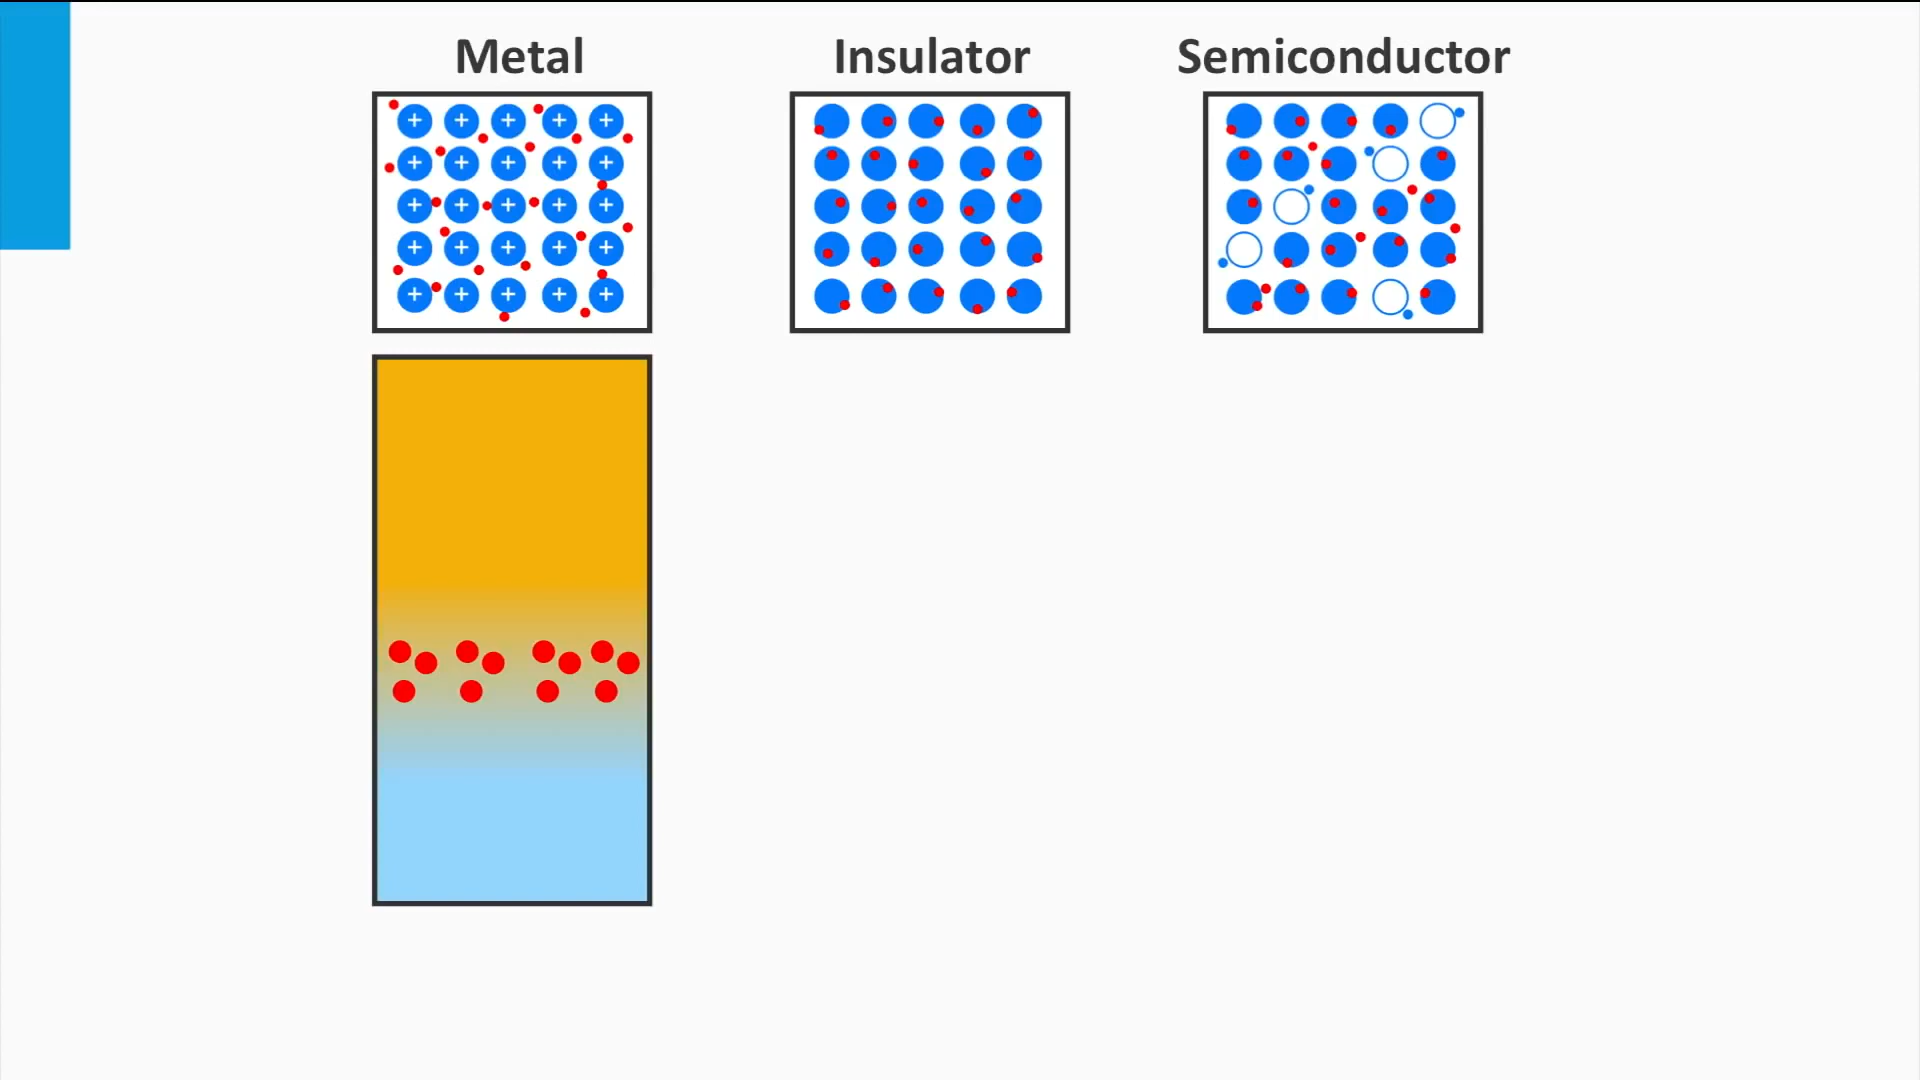 Metal Insulator Semiconductor
+ + + + +
+ + + + +
+ + + + +
+ + + + +
+ + + + +